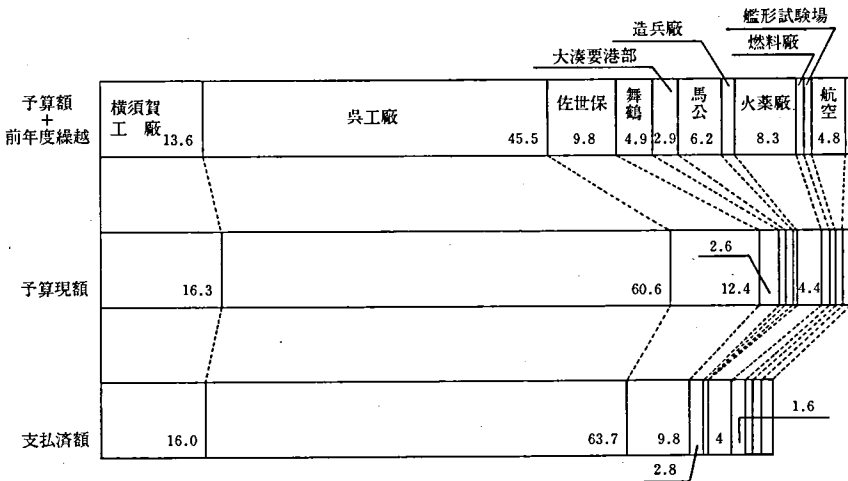 艦形試験場
造兵廠
燃料廠
大湊要港部
予算額
+
前年度繰越
横須賀
工廠
13.6
呉工廠
45.5
佐世保
9.8
舞鶴
4.9
2.9
馬公
6.2
火薬廠
8.3
航空
4.8
2.6
予算現額
16.3
60.6
12.4
4.4
1.6
支払済額
16.0
63.7
9.8
4
2.8